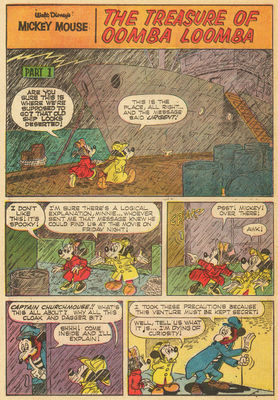 Walt Disney's
MICKEY MOUSE
THE TREASURE OF
OOMBA LOOMBA
PART 1
ARE YOU
SURE THIS IS
WHERE WE'RE
SUPPOSED TO
GO? THAT OLD
SHIP LOOKS
DESERTED!
THIS IS THE
PLACE, ALL RIGHT...
AND THE MESSAGE
SAID URGENT!
I DON'T
LIKE
THIS! IT'S
SPOOKY!
I'M SURE THERE'S A LOGICAL
EXPLANATION, MINNIE... WHOEVER
SENT ME THAT MESSAGE KNEW HE
COULD FIND US AT THE MOVIE ON
FRIDAY NIGHT!
PSST! MICKEY!
OVER THERE!
AWK!
CAPTAIN CHURCHMOUSE!! WHAT'S
THIS ALL ABOUT? WHY ALL THIS
CLOAK AND DAGGER BIT?
SHHH! COME
INSIDE AND I'LL
EXPLAIN!
I TOOK THESE PRECAUTIONS BECAUSE
THIS VENTURE MUST BE KEPT SECRET!
WELL, TELL US WHAT
IT IS... I'M DYING OF
CURIOSITY!